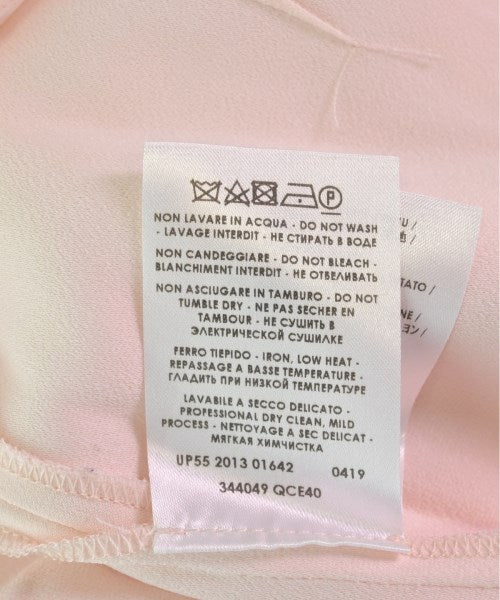 P
NON LAVARE IN ACQUA - DO NOT WASH
- LAVAGE INTERDIT - НЕ СТИРАТЬ В ВОДЕ
NON CANDEGGIARE - DO NOT BLEACH -
BLANCHIMENT INTERDIT - НЕ ОТБЕЛИВАТЬ
NON ASCIUGARE IN TAMBURO - DO NOT
TUMBLE DRY - NE PAS SECHER EN
TAMBOUR - НЕ СУШИТЬ В
ЭЛЕКТРИЧЕСКОЙ СУШИЛКЕ
FERRO TIEPIDO - IRON, LOW HEAT -
REPASSAGE A BASSE TEMPERATURE -
ГЛАДИТЬ ПРИ НИЗКОЙ ТЕМПЕРАТУРЕ
LAVABILE A SECCO DELICATO -
PROFESSIONAL DRY CLEAN, MILD
PROCESS - NETTOYAGE A SEC DELICAT -
МЯГКАЯ ХИМЧИСТКА
UP55 2013 01642 0419
344049 QCE40
TATO /
NE /